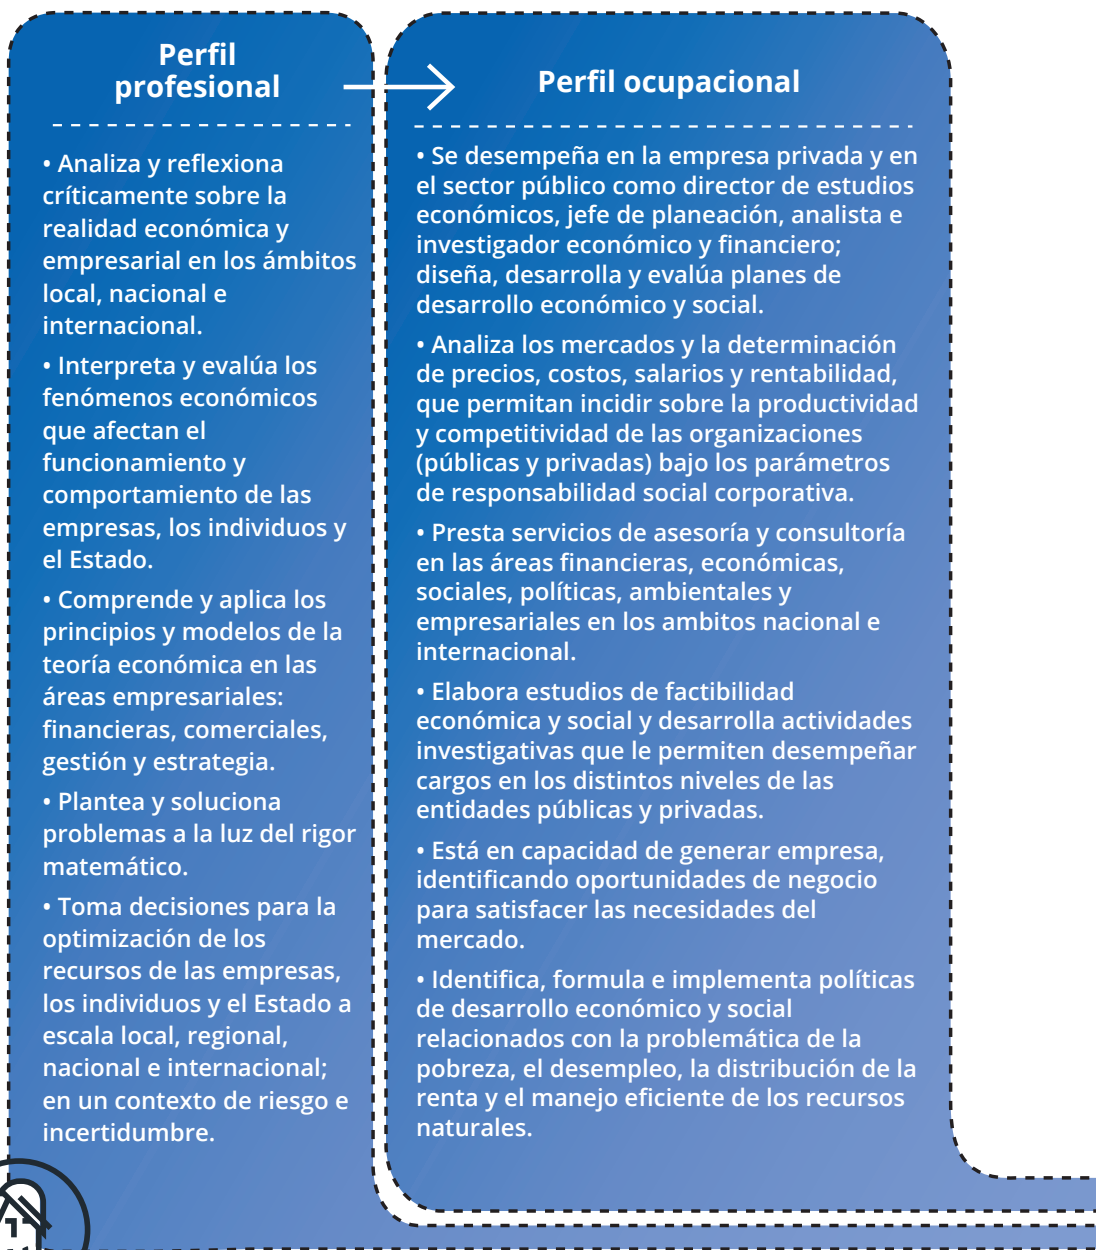 Perfil
profesional
• Analiza y reflexiona
críticamente sobre la
realidad económica y
empresarial en los ámbitos
local, nacional e
internacional.
• Interpreta y evalúa los
fenómenos económicos
que afectan el
funcionamiento y
comportamiento de las
empresas, los individuos y
el Estado.
• Comprende y aplica los
principios y modelos de la
teoría económica en las
áreas empresariales:
financieras, comerciales,
gestión y estrategia.
• Plantea y soluciona
problemas a la luz del rigor
matemático.
• Toma decisiones para la
optimización de los
recursos de las empresas,
los individuos y el Estado a
escala local, regional,
nacional e internacional;
en un contexto de riesgo e
incertidumbre.
Perfil ocupacional
• Se desempeña en la empresa privada y en
el sector público como director de estudios
económicos, jefe de planeación, analista e
investigador económico y financiero;
diseña, desarrolla y evalúa planes de
desarrollo económico y social.
• Analiza los mercados y la determinación
de precios, costos, salarios y rentabilidad,
que permitan incidir sobre la productividad
y competitividad de las organizaciones
(públicas y privadas) bajo los parámetros
de responsabilidad social corporativa.
• Presta servicios de asesoría y consultoría
en las áreas financieras, económicas,
sociales, políticas, ambientales y
empresariales en los ambitos nacional e
internacional.
• Elabora estudios de factibilidad
económica y social y desarrolla actividades
investigativas que le permiten desempeñar
cargos en los distintos niveles de las
entidades públicas y privadas.
• Está en capacidad de generar empresa,
identificando oportunidades de negocio
para satisfacer las necesidades del
mercado.
• Identifica, formula e implementa políticas
de desarrollo económico y social
relacionados con la problemática de la
pobreza, el desempleo, la distribución de la
renta y el manejo eficiente de los recursos
naturales.